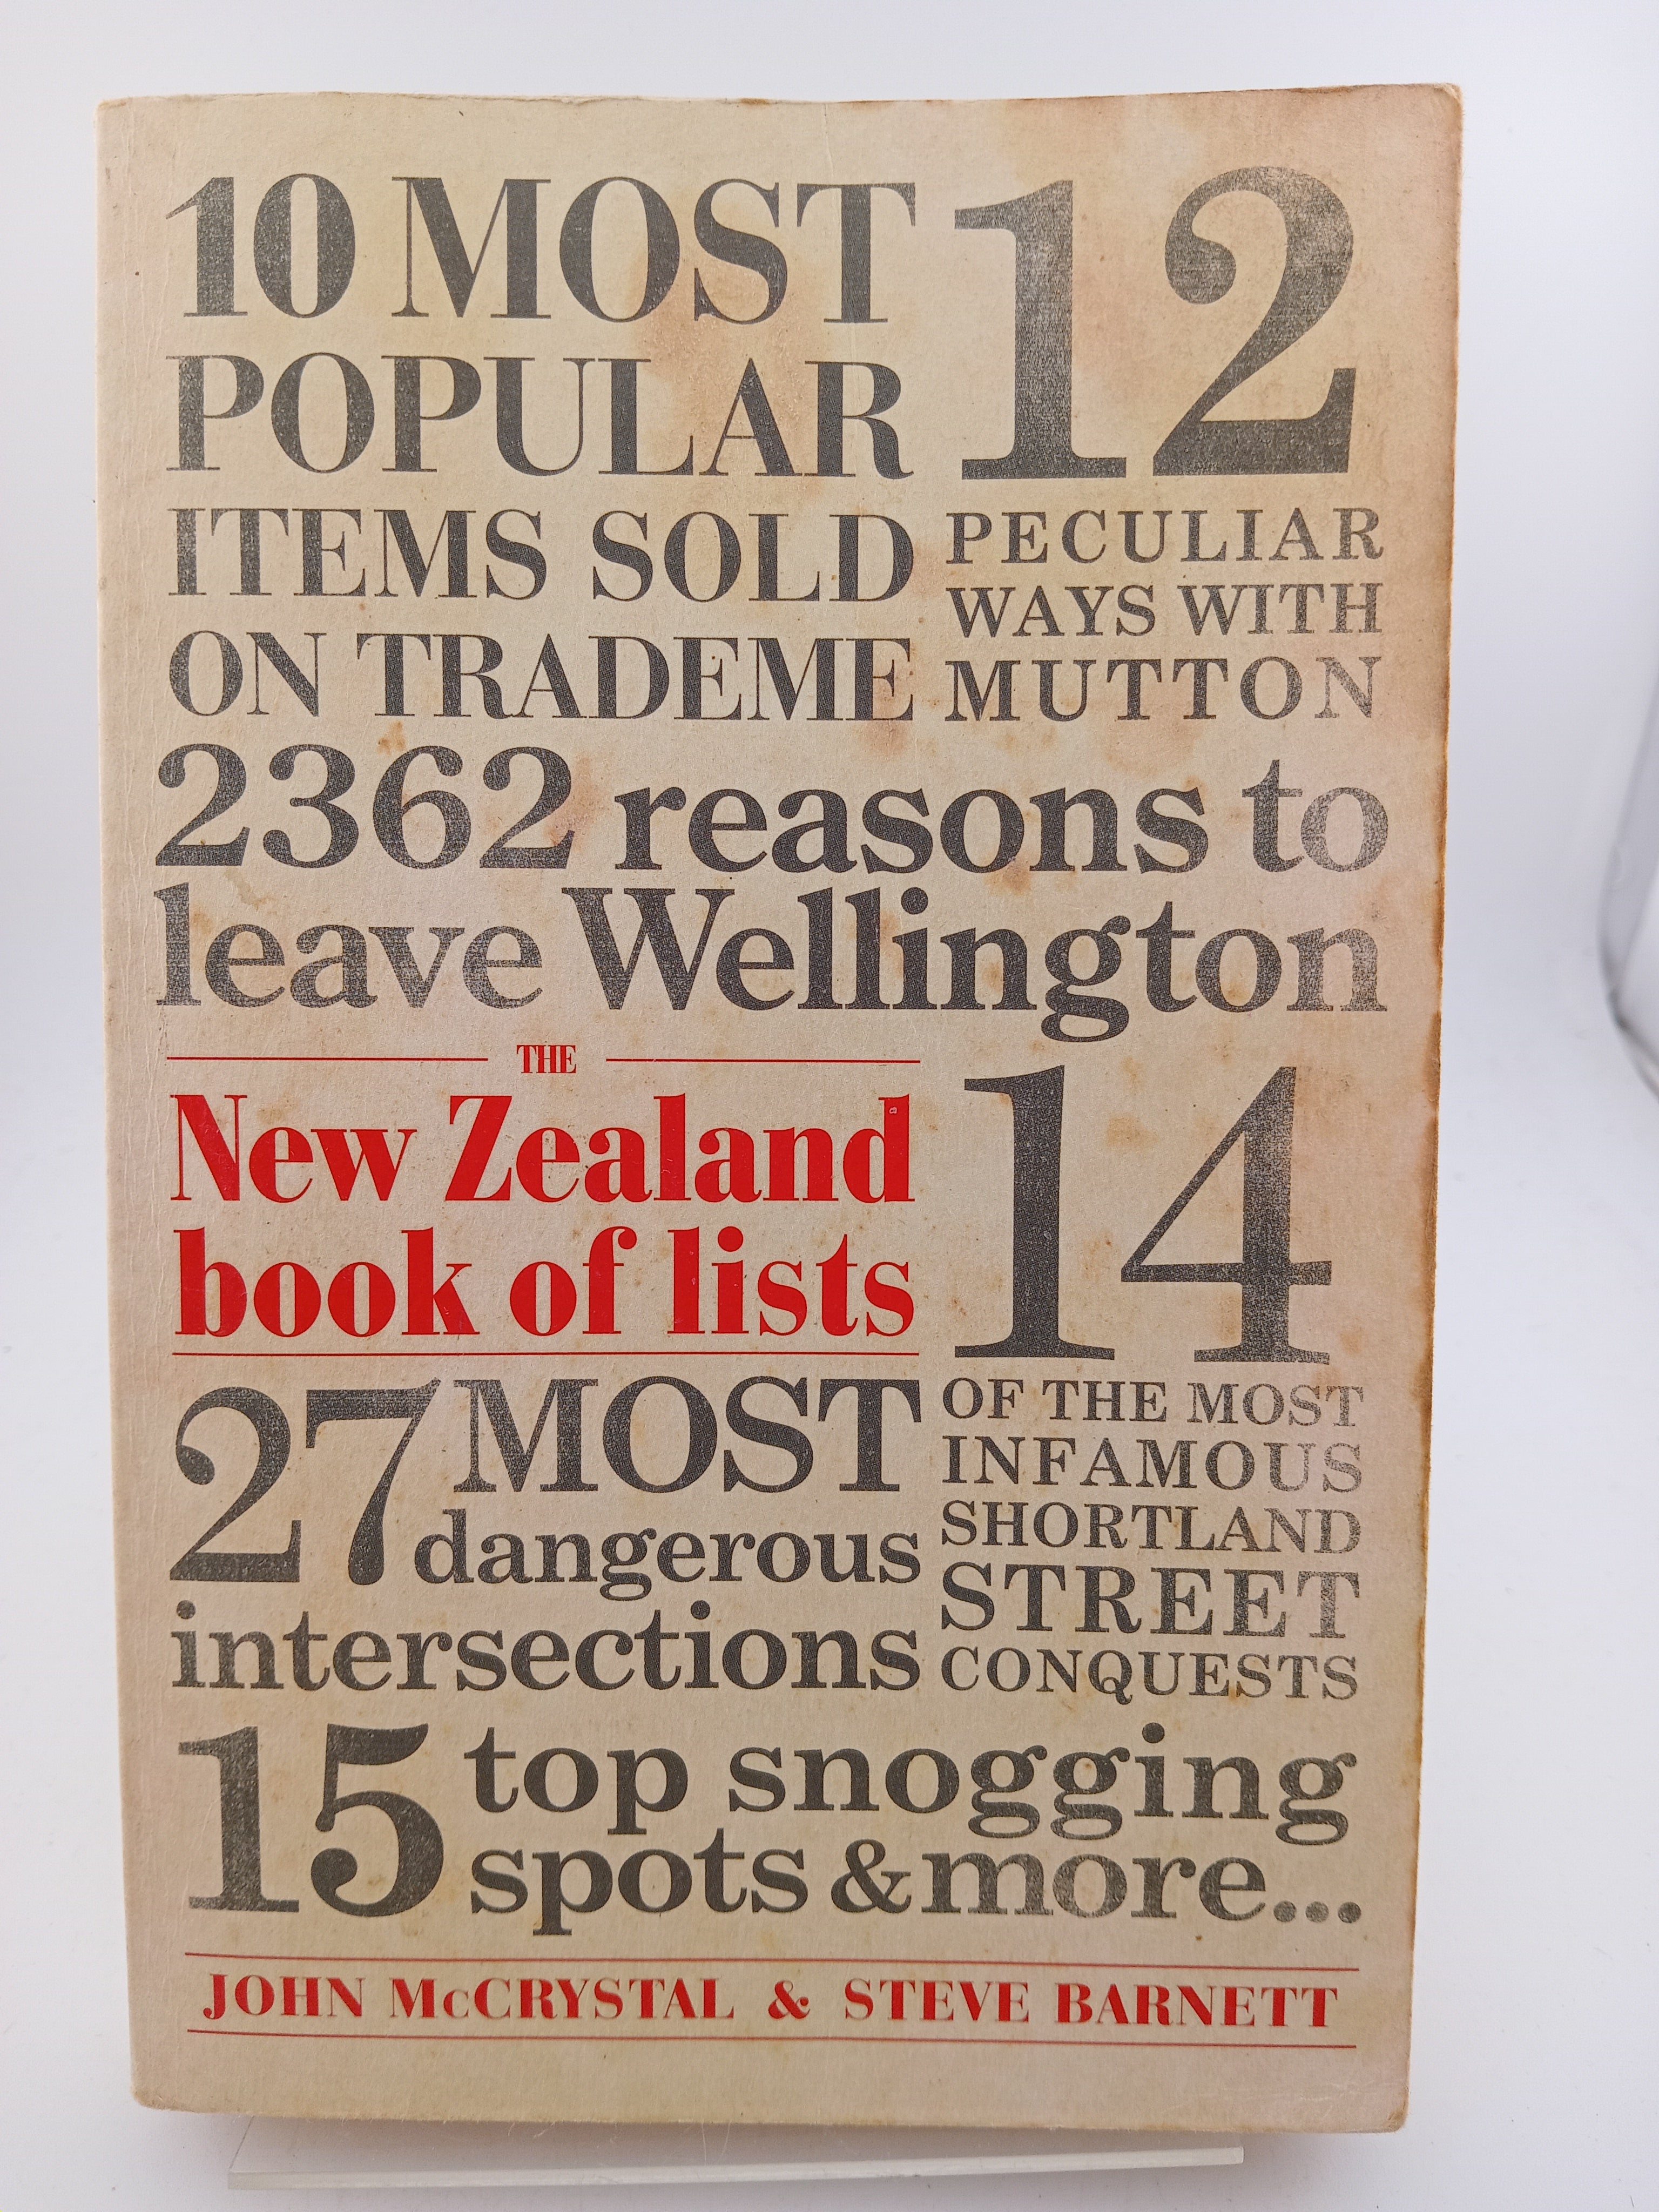 10 MOST
POPULAR
ITEMS SOLD
ON TRADEME
12
PECULIAR
WAYS WITH
MUTTON
2362 reasons to
leave Wellington
THE
New Zealand
book of lists
14
OF THE MOST
INFAMOUS
SHORTLAND
STREET
CONQUESTS
27 MOST
dangerous
intersections
15 top snogging
spots & more...
JOHN McCRYSTAL & STEVE BARNETT